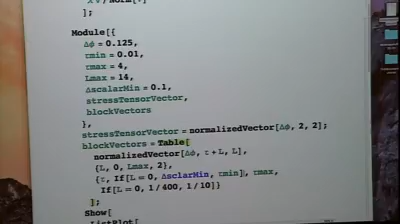 ];
Module[{
Δϕ = 0.125,
τmin = 0.01,
τmax = 4,
Lmax = 14,
ΔscalarMin = 0.1,
stressTensorVector,
blockVectors
},
stressTensorVector = normalizedVector[Δϕ, 2, 2];
blockVectors = Table[
normalizedVector[Δϕ, τ + L, L],
{L, 0, Lmax, 2},
{τ, If[L = 0, ΔsclarMin, τmin], τmax,
If[L = 0, 1/400, 1/10]}
];
Show[
ListPlot[